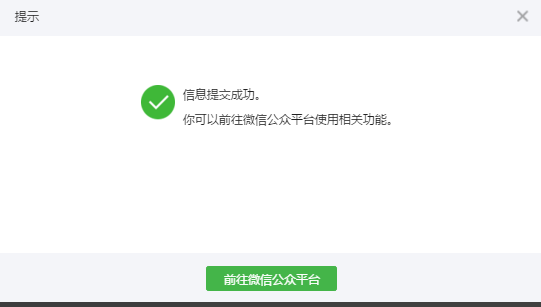 提示
信息提交成功。
你可以前往微信公众平台使用相关功能。
前往微信公众平台